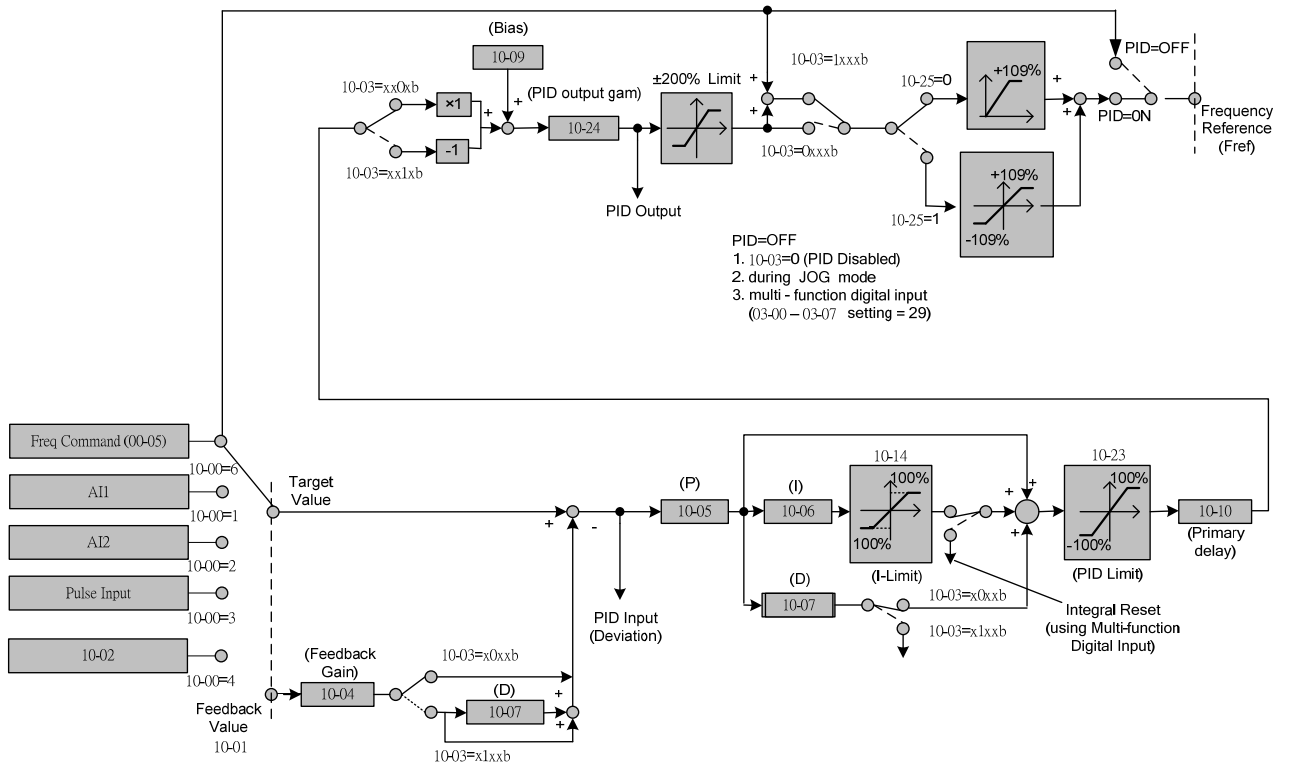 (Bias)
10-09
10-03=xx0xb
×1
-1
10-03=xx1xb
+
+
(PID output gam)
10-24
PID Output
±200% Limit
+
+
10-03=1xxxb
10-03=0xxxb
10-25=0
+109%
10-25=1
+109%
-109%
+
+
PID=OFF
PID=0N
Frequency
Reference
(Fref)
PID=OFF
1. 10-03=0 (PID Disabled)
2. during JOG mode
3. multi - function digital input
(03-00 – 03-07 setting = 29)
Freq Command (00-05)
10-00=6
AI1
10-00=1
AI2
10-00=2
Pulse Input
10-00=3
10-02
10-00=4
Target
Value
Feedback
Value
10-01
(Feedback
Gain)
10-04
10-03=x0xxb
(D)
10-07
10-03=x1xxb
+
+
+
-
PID Input
(Deviation)
(P)
10-05
(I)
10-06
10-14
100%
100%
(I-Limit)
(D)
10-07
10-03=x0xxb
10-03=x1xxb
+
+
+
Integral Reset
(using Multi-function
Digital Input)
10-23
100%
-100%
(PID Limit)
10-10
(Primary
delay)